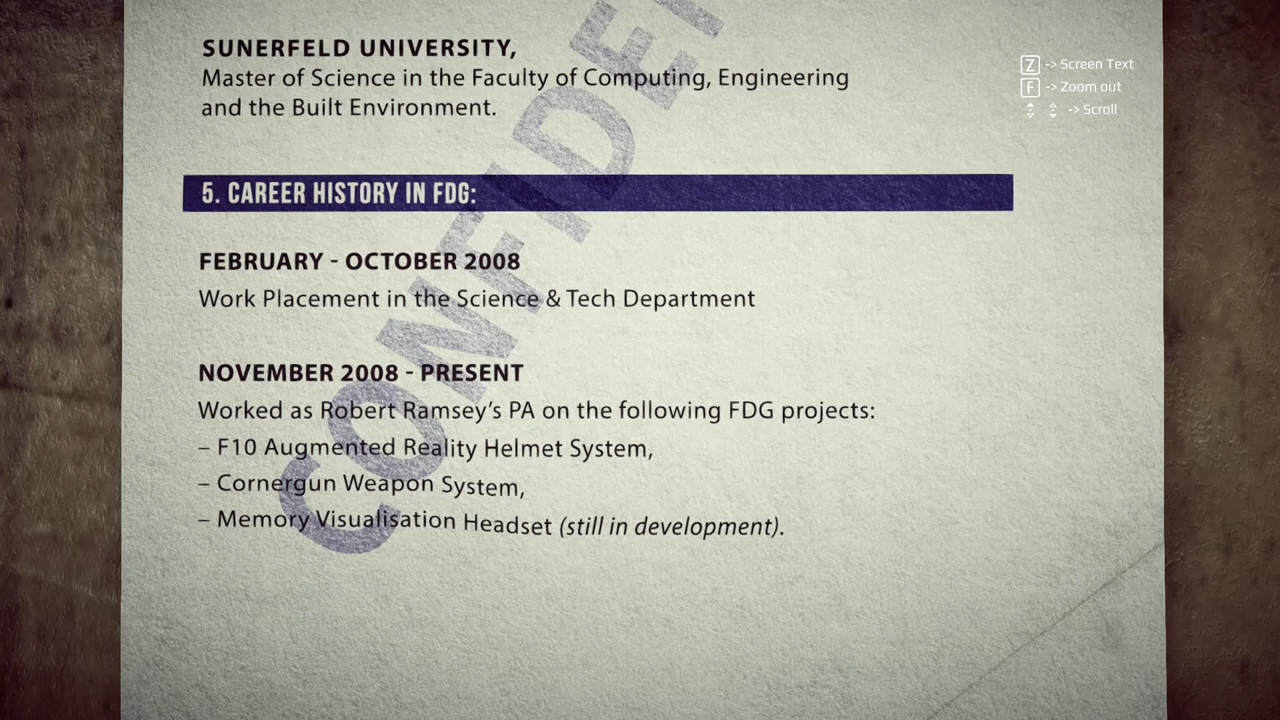 SUNERFELD UNIVERSITY,
Master of Science in the Faculty of Computing, Engineering
and the Built Environment.
Z -> Screen Text
F -> Zoom out
-> Scroll
5. CAREER HISTORY IN FDG:
FEBRUARY - OCTOBER 2008
Work Placement in the Science & Tech Department
NOVEMBER 2008 - PRESENT
Worked as Robert Ramsey's PA on the following FDG projects:
– F10 Augmented Reality Helmet System,
– Cornergun Weapon System,
– Memory Visualisation Headset (still in development).